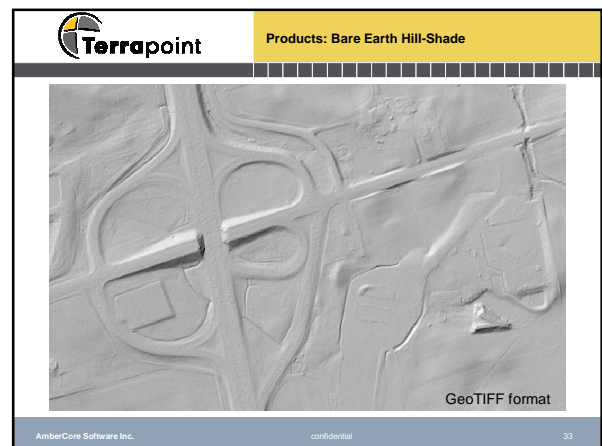 Terrapoint
Products: Bare Earth Hill-Shade
GeoTIFF format
AmberCore Software Inc. confidential 33